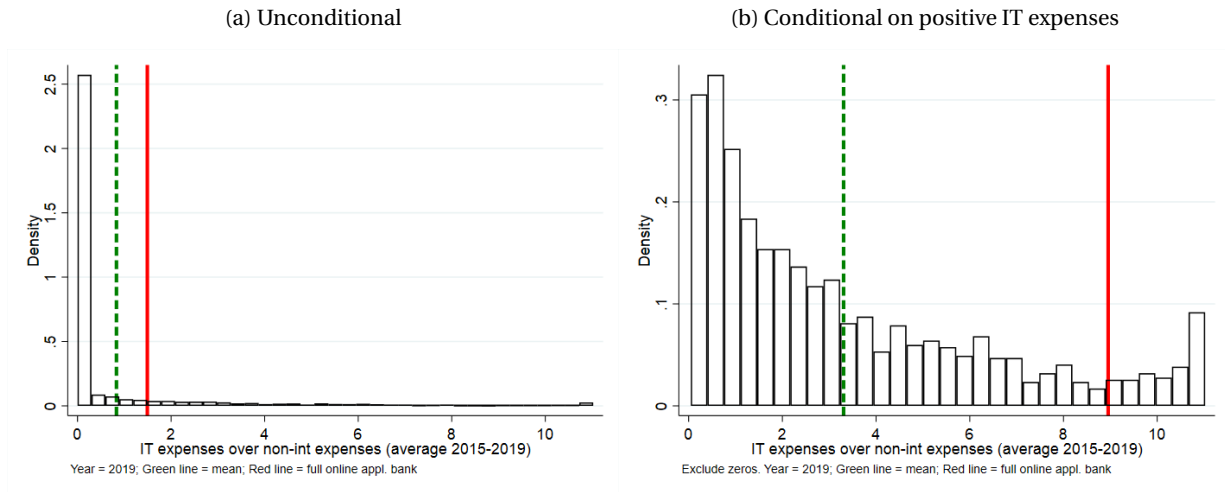 (a) Unconditional
Density
2.5
2
1.5
1
.5
0
0 2 4 6 8 10
IT expenses over non-int expenses (average 2015-2019)
Year = 2019; Green line = mean; Red line = full online appl. bank
(b) Conditional on positive IT expenses
Density
.3
.2
.1
0
0 2 4 6 8 10
IT expenses over non-int expenses (average 2015-2019)
Exclude zeros. Year = 2019; Green line = mean; Red line = full online appl. bank